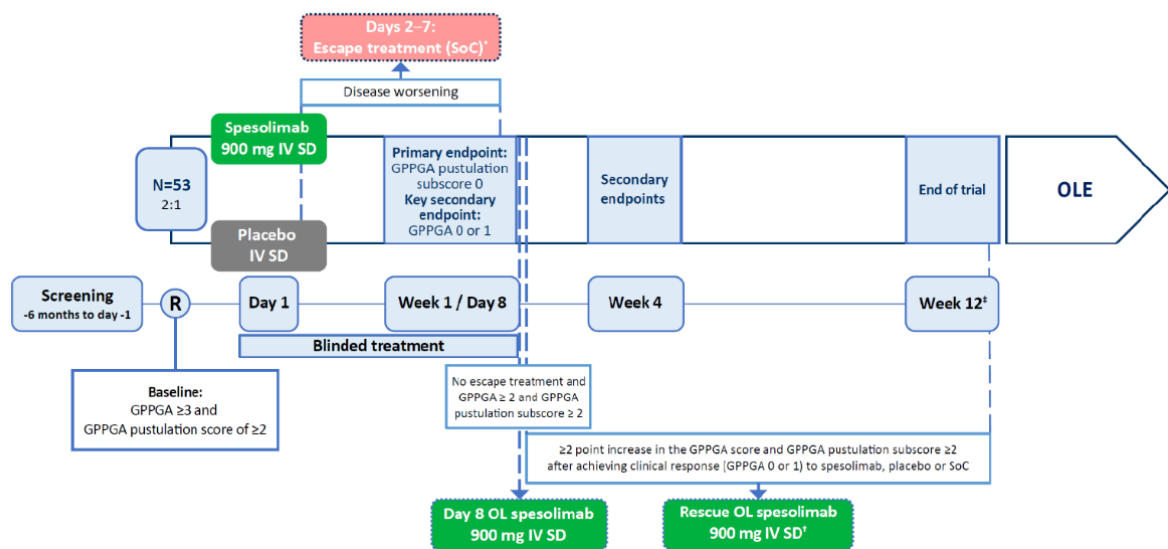 Days 2–7:
Escape treatment (SoC)*
Disease worsening
Spesolimab
900 mg IV SD
N=53
2:1
Placebo
IV SD
Primary endpoint:
GPPGA pustulation
subscore 0
Key secondary
endpoint:
GPPGA 0 or 1
Secondary
endpoints
End of trial
OLE
Screening
-6 months to day -1
R
Day 1
Week 1 / Day 8
Week 4
Week 12‡
Blinded treatment
Baseline:
GPPGA ≥3 and
GPPGA pustulation score of ≥2
No escape treatment and
GPPGA ≥ 2 and GPPGA
pustulation subscore ≥ 2
≥2 point increase in the GPPGA score and GPPGA pustulation subscore ≥2
after achieving clinical response (GPPGA 0 or 1) to spesolimab, placebo or SoC
Day 8 OL spesolimab
900 mg IV SD
Rescue OL spesolimab
900 mg IV SD†